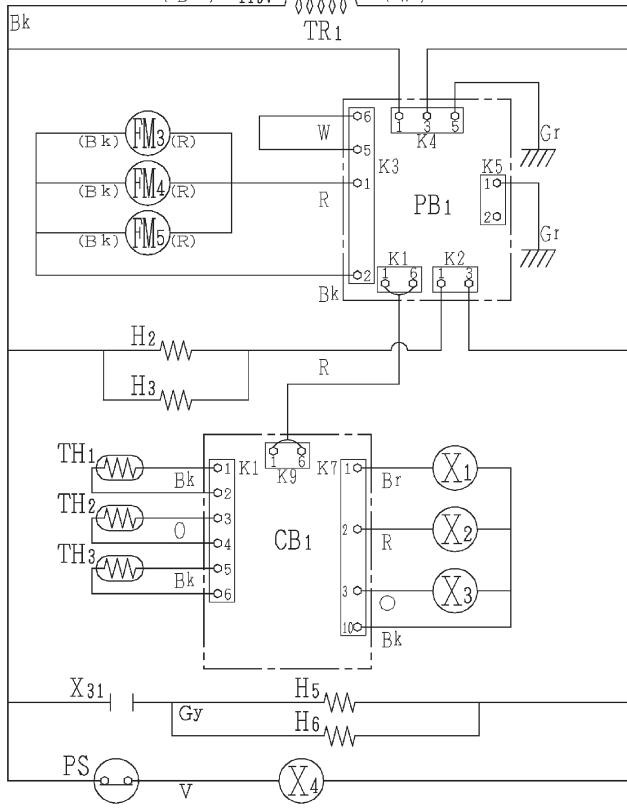 Bk
TR1
FM3
(Bk) (R)
FM4
(Bk) (R)
FM5
(Bk) (R)
W
R
Bk
6
5
1
2
K3
1 3 5
K4
Gr
K5
1
2
PB1
Gr
K1
1 6
K2
1 3
H2
H3
R
TH1
Bk
TH2
O
TH3
Bk
1
2
3
4
5
6
K1
1 6
K9
K7
CB1
1
2
3
10
Br
R
O
Bk
X1
X2
X3
X31
Gy
H5
H6
PS
V
X4